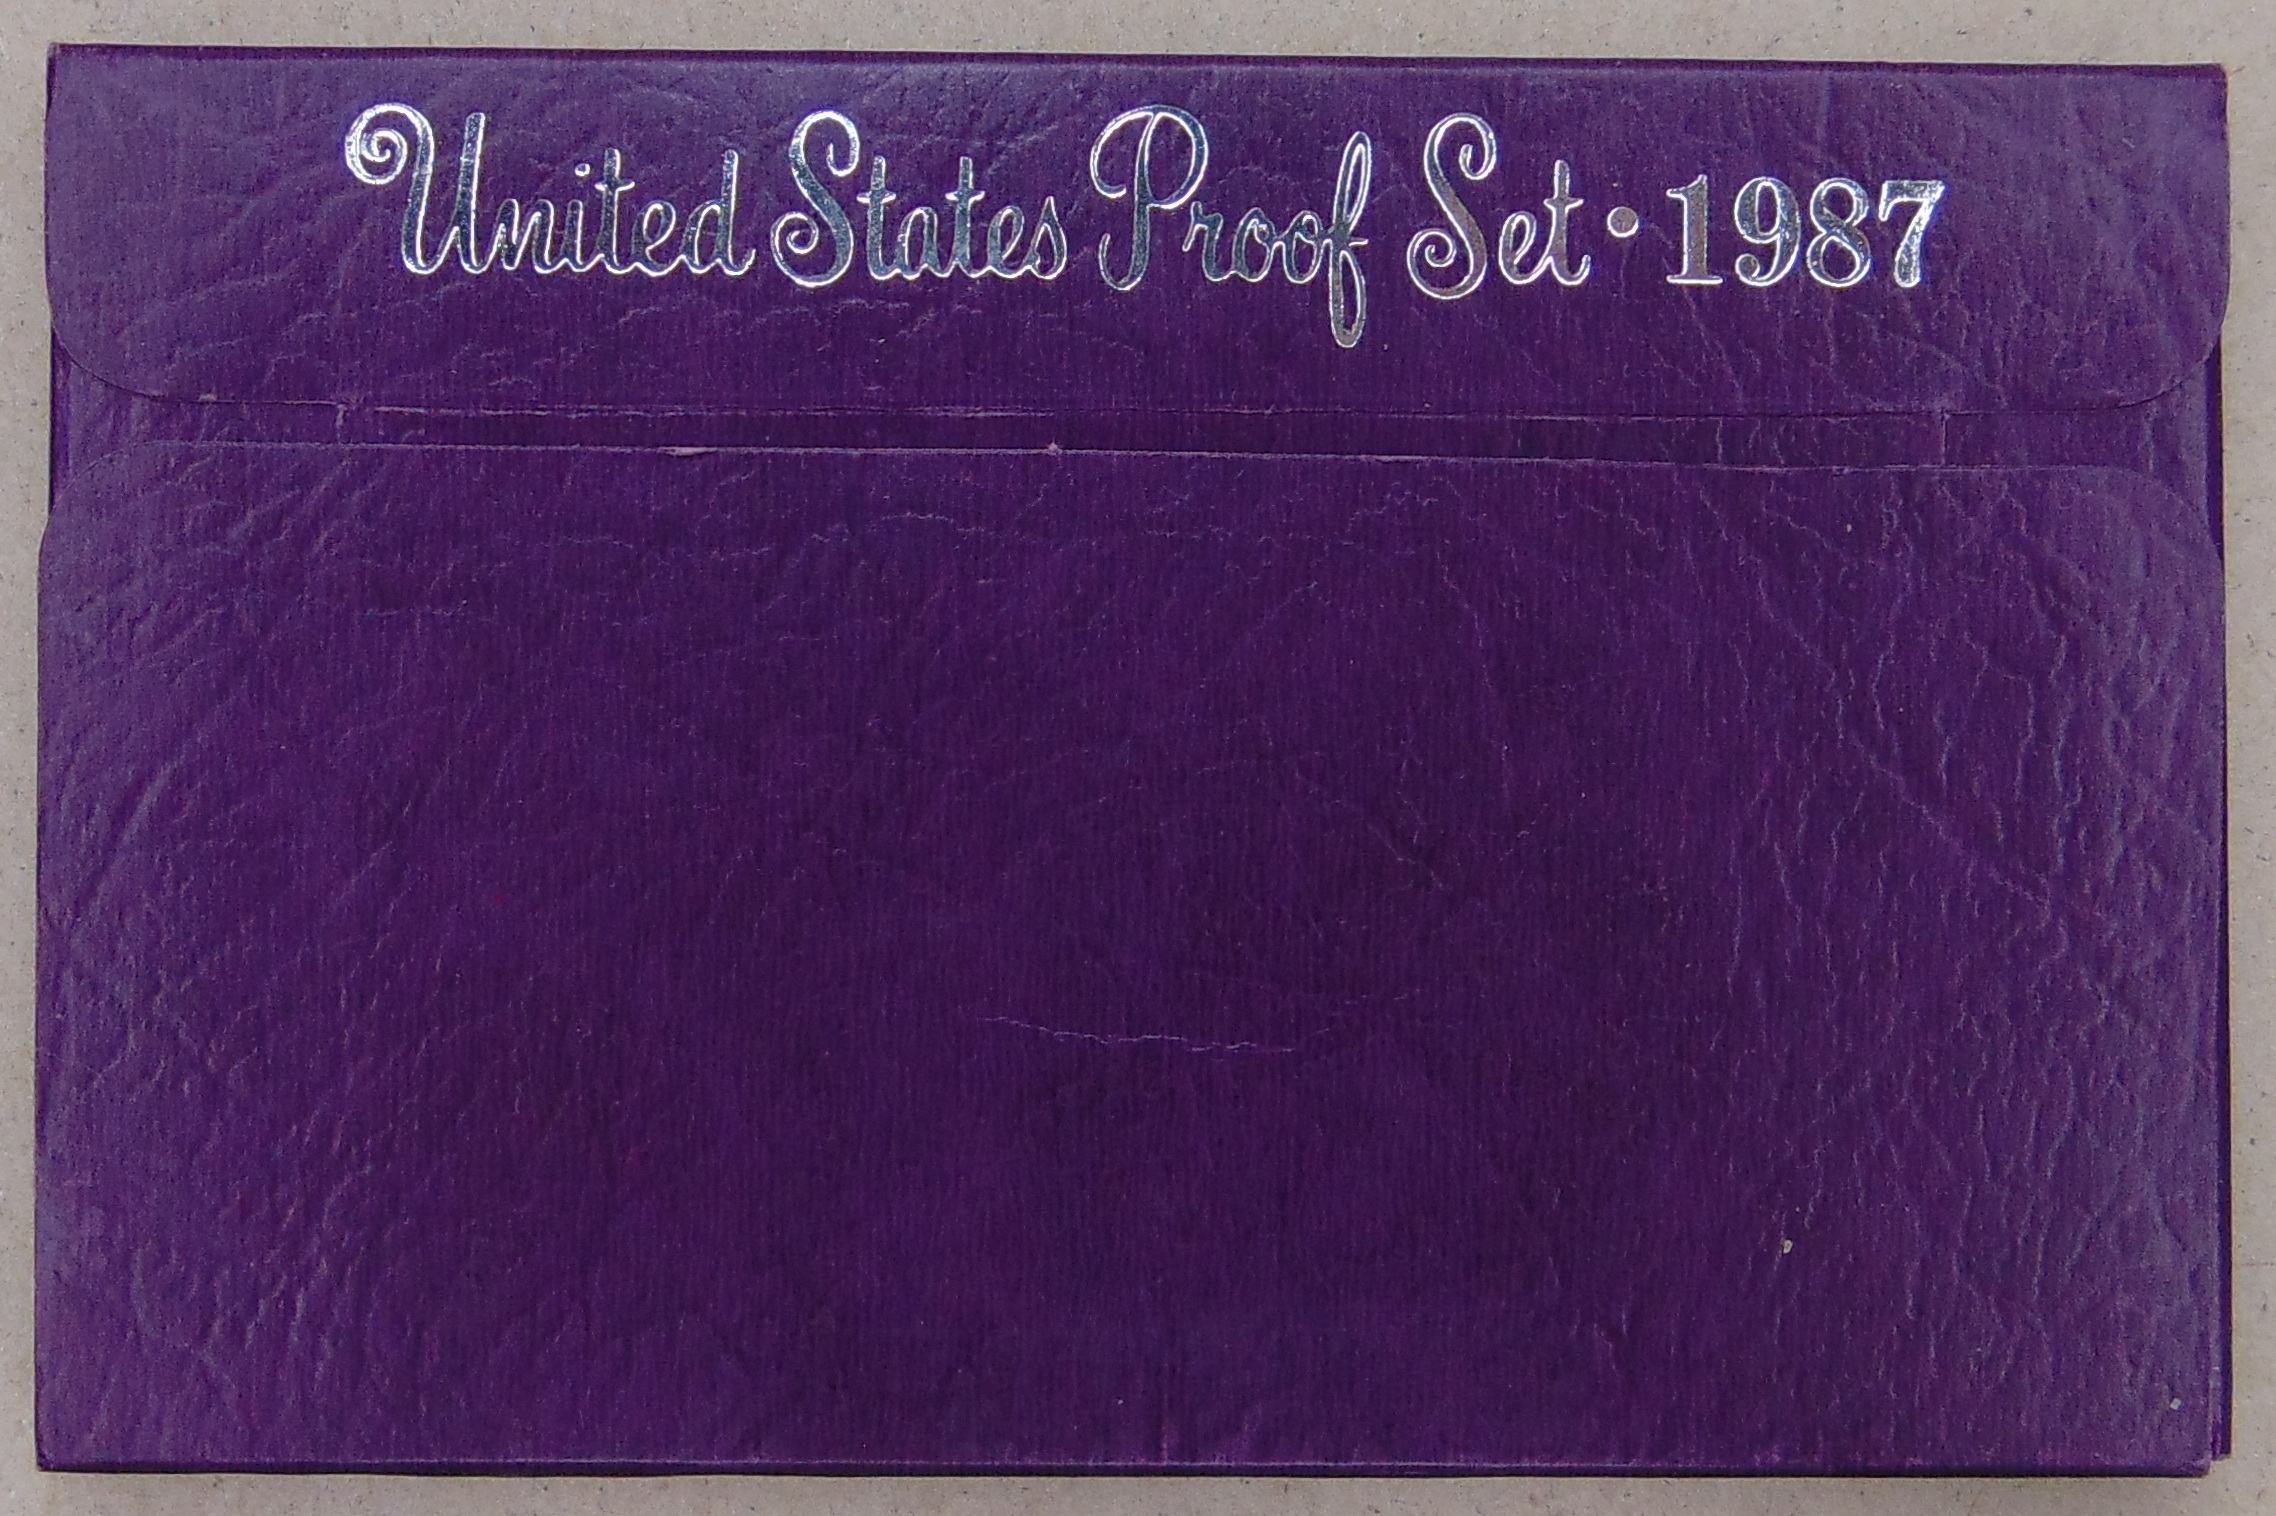 United States Proof Set • 1987